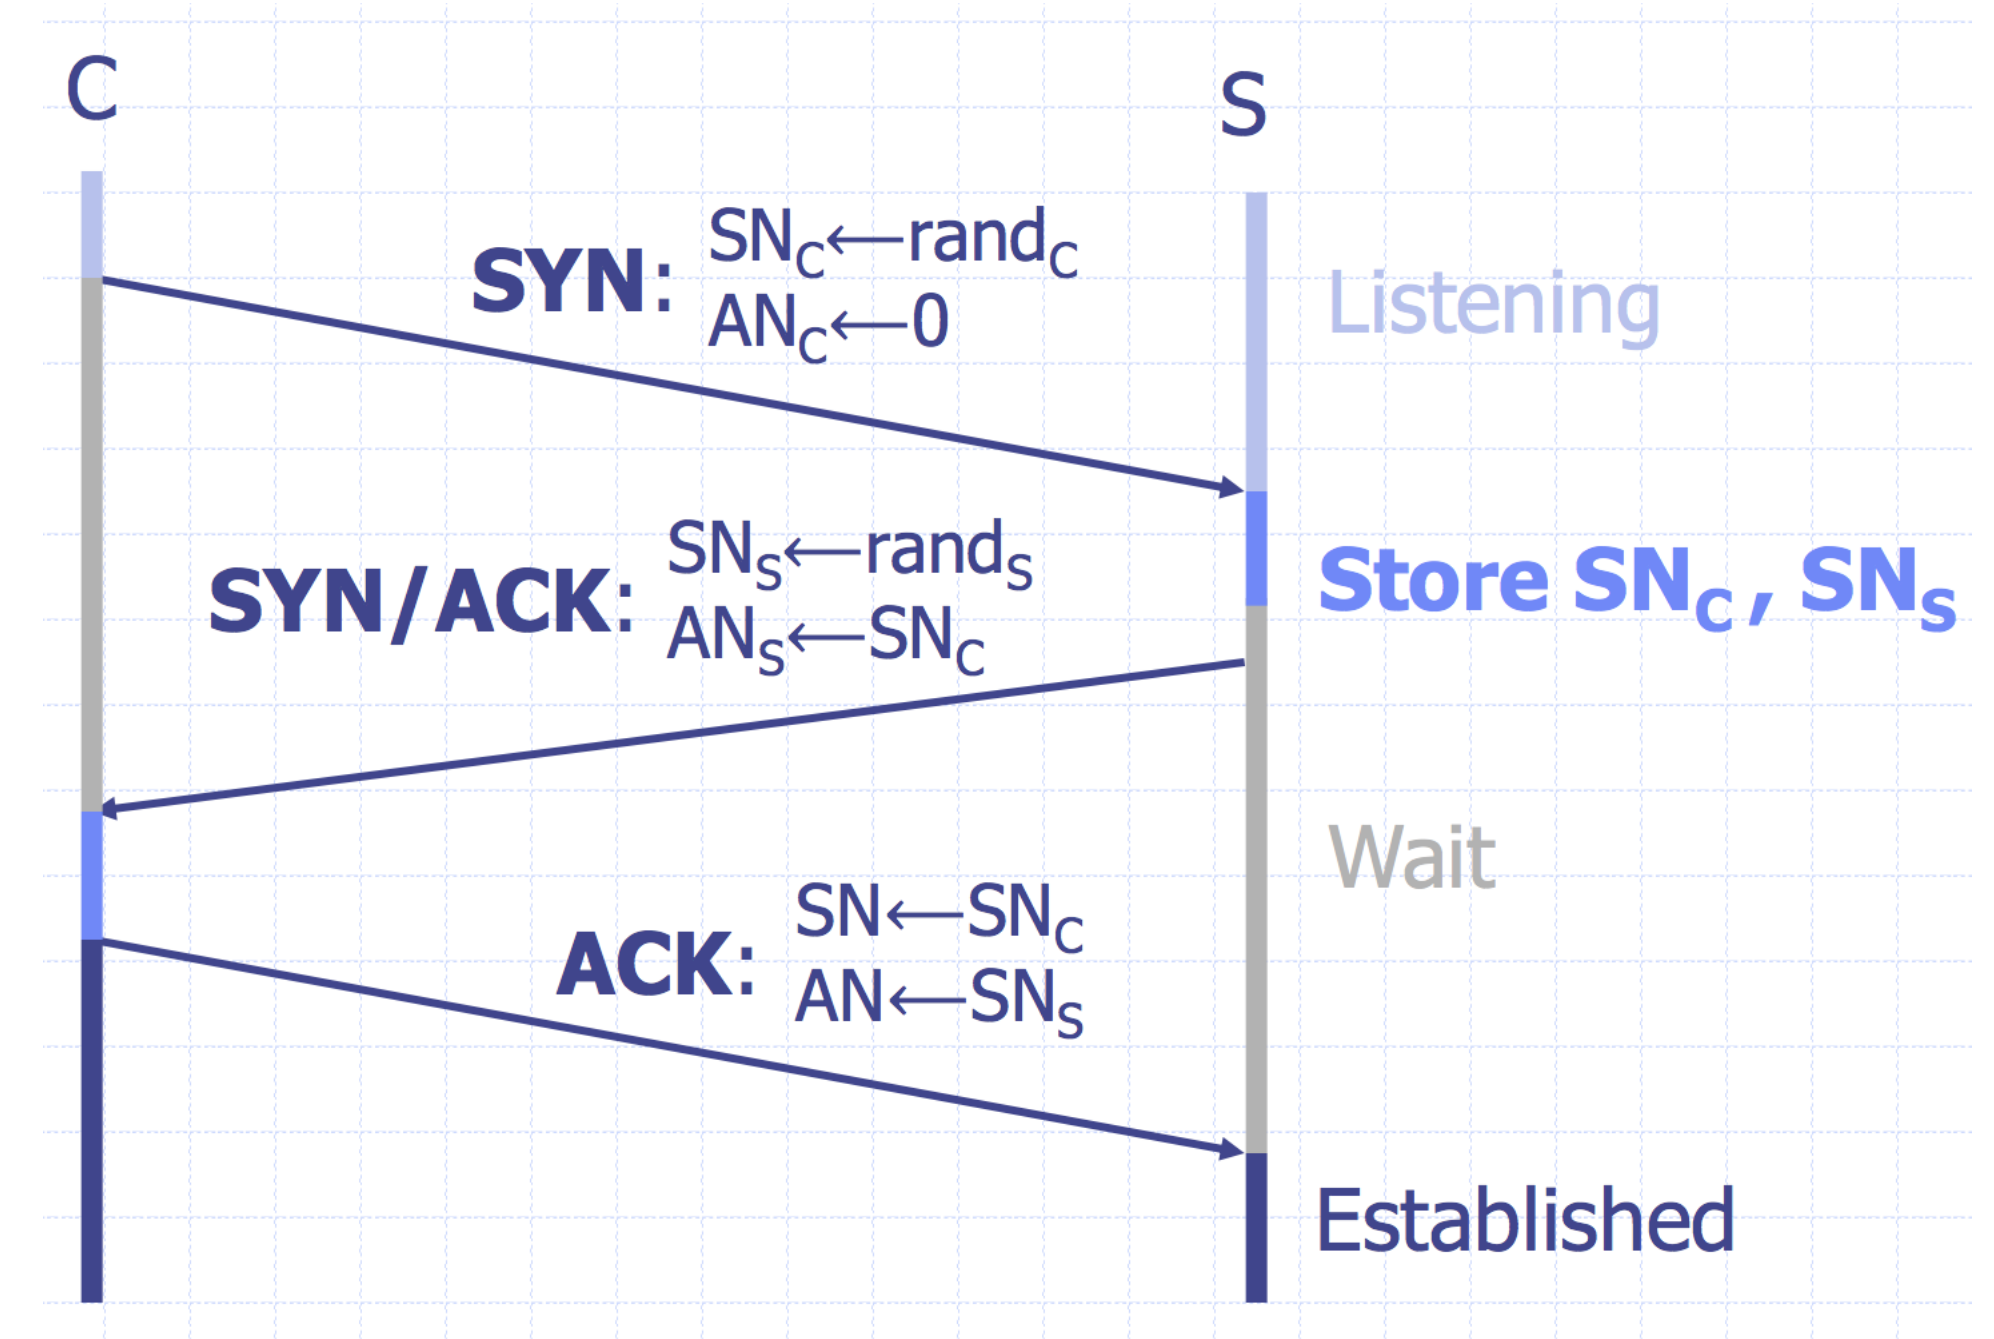 C
S
SYN: SN_C←rand_C
AN_C←0
Listening
SYN/ACK: SN_S←rand_S
AN_S←SN_C
Store SN_C, SN_S
Wait
ACK: SN←SN_C
AN←SN_S
Established